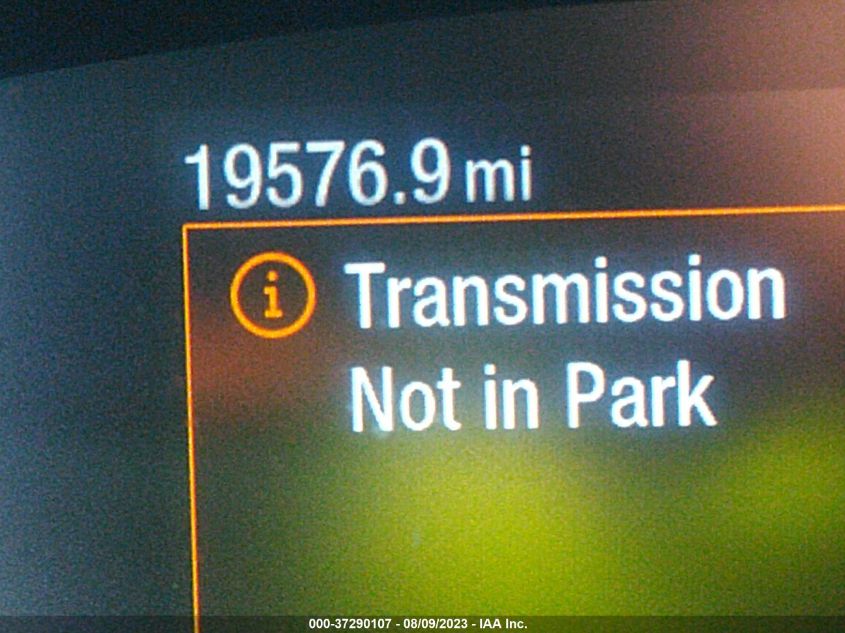 19576.9 mi
i
Transmission
Not in Park
000-37290107 - 08/09/2023 - IAA Inc.